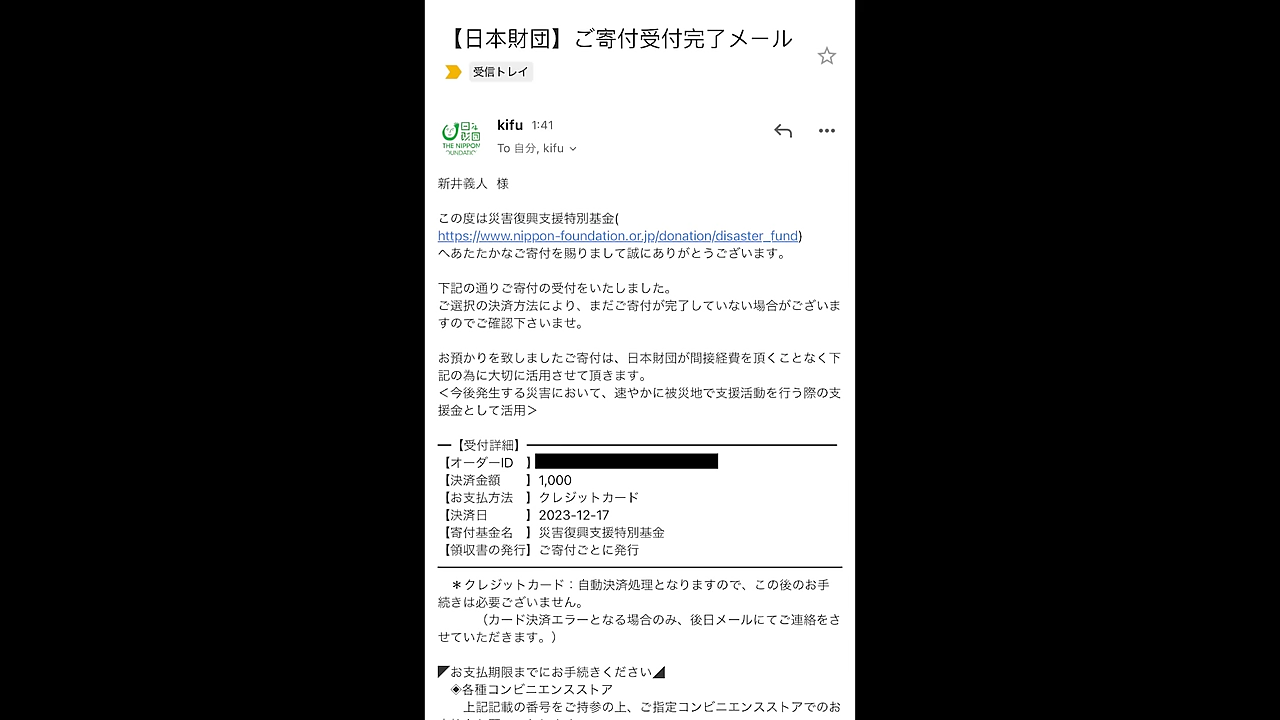 【日本財団】ご寄付受付完了メール
受信トレイ
kifu 1:41
To 自分, kifu
THE NIPPON
新井義人 様
この度は災害復興支援特別基金(
https://www.nippon-foundation.or.jp/donation/disaster_fund)
へあたたかなご寄付を賜りまして誠にありがとうございます。
下記の通りご寄付の受付をいたしました。
ご選択の決済方法により、まだご寄付が完了していない場合がございま
すのでご確認下さいませ。
お預かりを致しましたご寄付は、日本財団が間接経費を頂くことなく下
記の為に大切に活用させて頂きます。
＜今後発生する災害において、速やかに被災地で支援活動を行う際の支
援金として活用＞
━【受付詳細】━━━━━━━━━━━━━━━━━━
【オーダーID 】
【決済金額 】1,000
【お支払方法 】クレジットカード
【決済日 】2023-12-17
【寄付基金名 】災害復興支援特別基金
【領収書の発行】ご寄付ごとに発行
＊クレジットカード：自動決済処理となりますので、この後のお手
続きは必要ございません。
（カード決済エラーとなる場合のみ、後日メールにてご連絡をさ
せていただきます。）
◤お支払期限までにお手続きください◢
◈各種コンビニエンスストア
上記記載の番号をご持参の上、ご指定コンビニエンスストアでのお